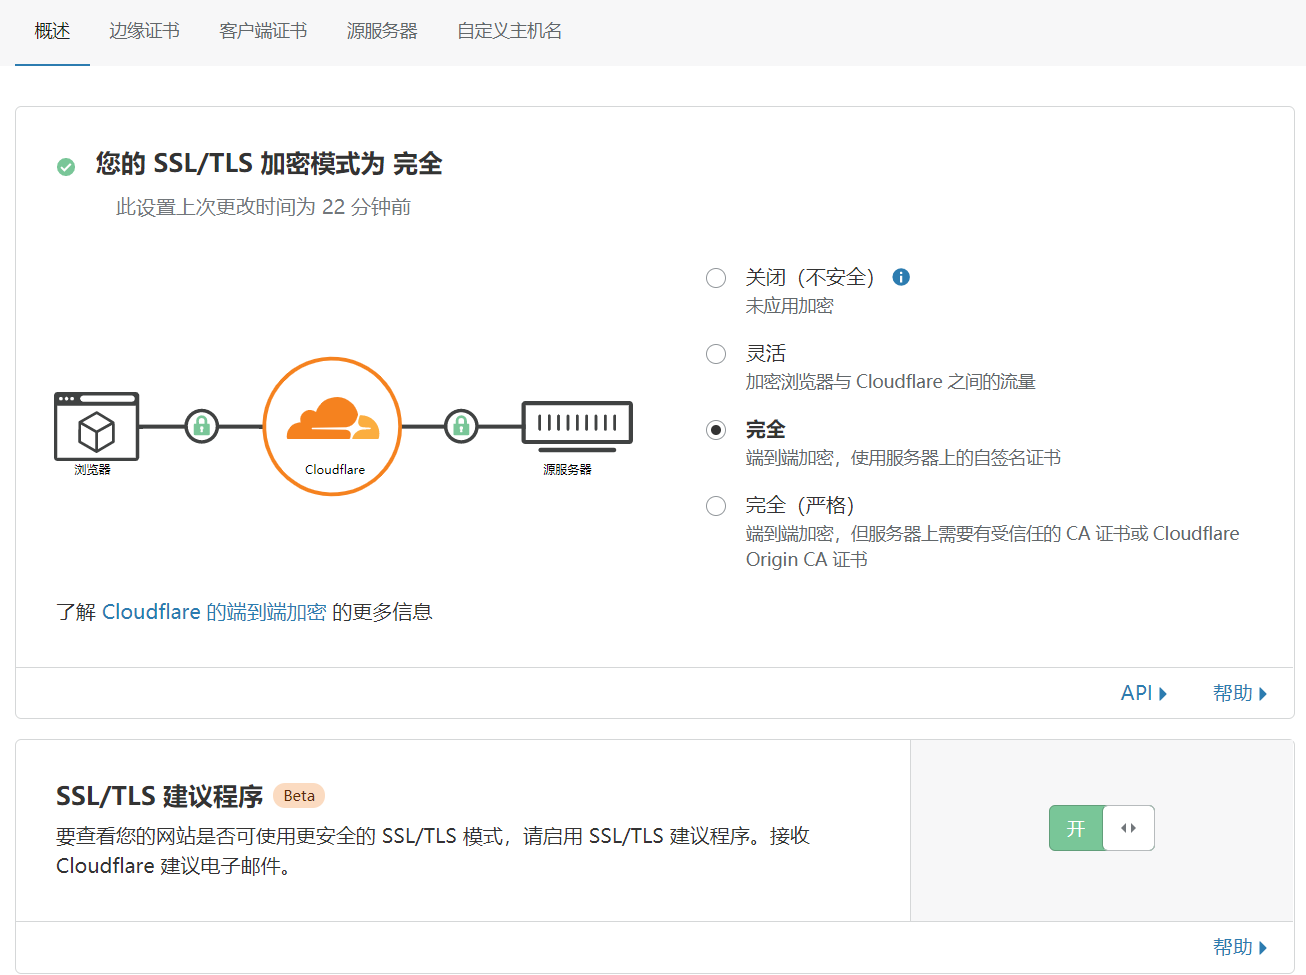 概述 边缘证书 客户端证书 源服务器 自定义主机名
您的 SSL/TLS 加密模式为 完全
此设置上次更改时间为 22 分钟前
关闭（不安全）
未应用加密
灵活
加密浏览器与 Cloudflare 之间的流量
完全
端到端加密，使用服务器上的自签名证书
完全（严格）
端到端加密，但服务器上需要有受信任的 CA 证书或 Cloudflare
Origin CA 证书
浏览器 Cloudflare 源服务器
了解 Cloudflare 的端到端加密 的更多信息
API 帮助
SSL/TLS 建议程序 Beta
要查看您的网站是否可使用更安全的 SSL/TLS 模式，请启用 SSL/TLS 建议程序。接收
Cloudflare 建议电子邮件。
开
帮助